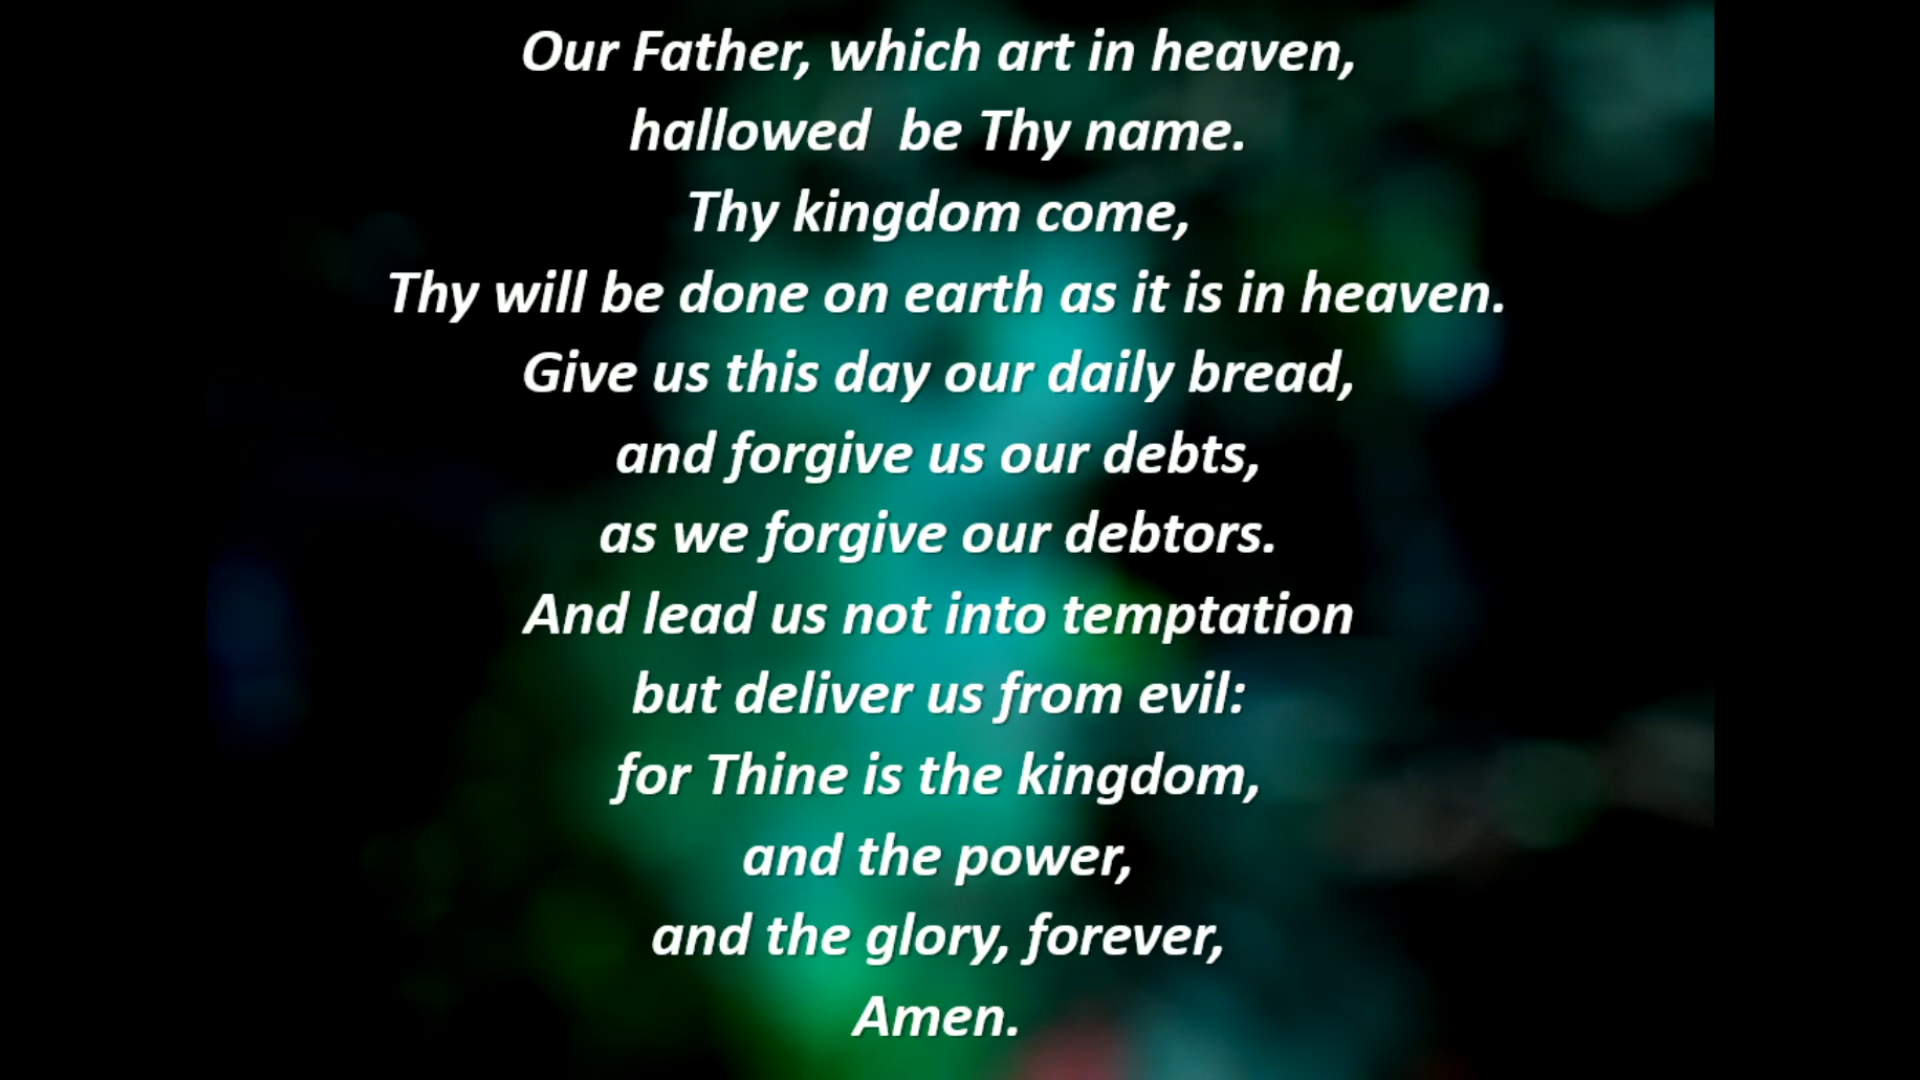 Our Father, which art in heaven,
hallowed  be Thy name.
Thy kingdom come,
Thy will be done on earth as it is in heaven.
Give us this day our daily bread,
and forgive us our debts,
as we forgive our debtors.
And lead us not into temptation
but deliver us from evil:
for Thine is the kingdom,
and the power,
and the glory, forever,
Amen.